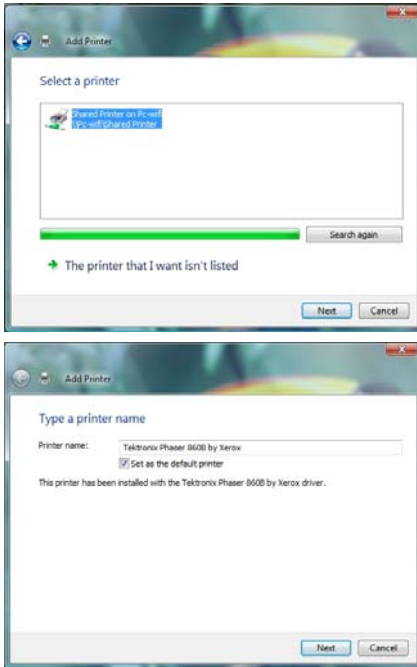 Add Printer
Select a printer
Shared Printer on Pc-wifi
\\Pc-wifi\Shared Printer
Search again
The printer that I want isn't listed
Next
Cancel
Add Printer
Type a printer name
Printer name:
Tektronix Phaser 860B by Xerox
Set as the default printer
This printer has been installed with the Tektronix Phaser 860B by Xerox driver.
Next
Cancel